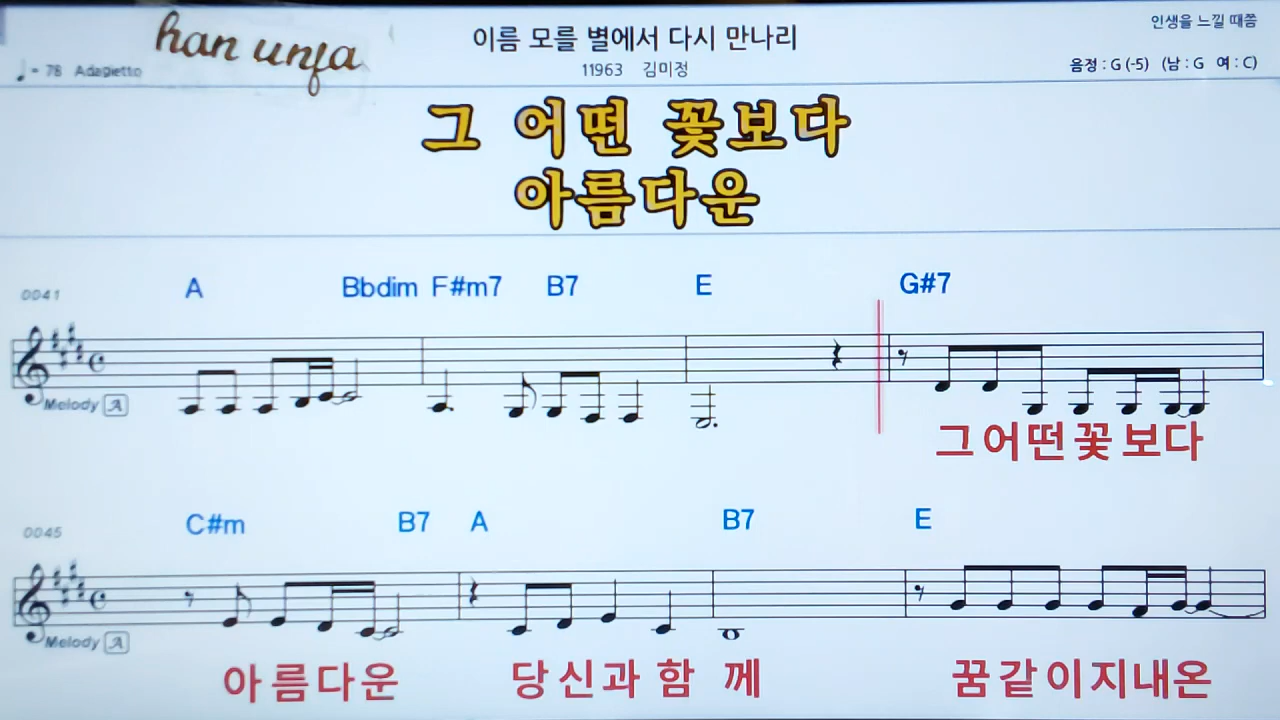 han unja
이름 모를 별에서 다시 만나리
인생을 느낄 때쯤
♩= 78 Adagietto
11963 김미정
음정 : G (-5) (남 : G 여 : C)
그 어떤 꽃보다
아름다운
0041 A Bbdim F#m7 B7 E G#7
Melody A
그어떤꽃 보다
0045 C#m B7 A B7 E
Melody A
아름다운 당신과 함 께 꿈같이지내온